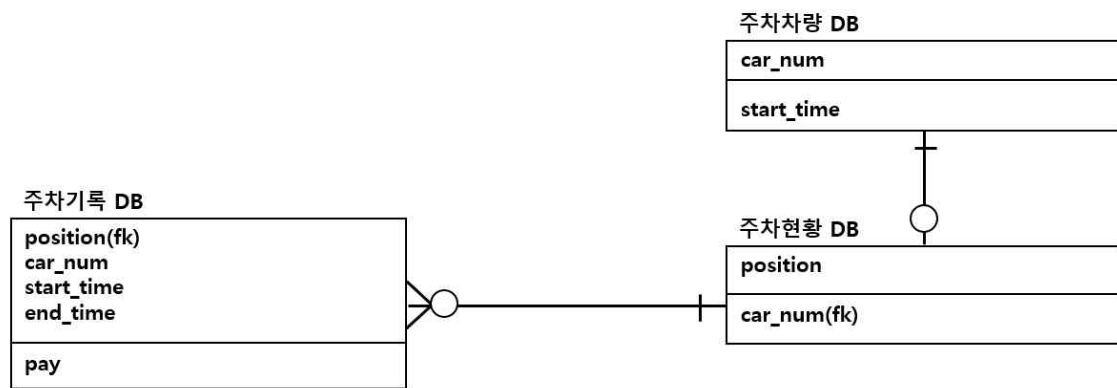 주차차량 DB
car_num
start_time
주차기록 DB
position(fk)
car_num
start_time
end_time
pay
주차현황 DB
position
car_num(fk)